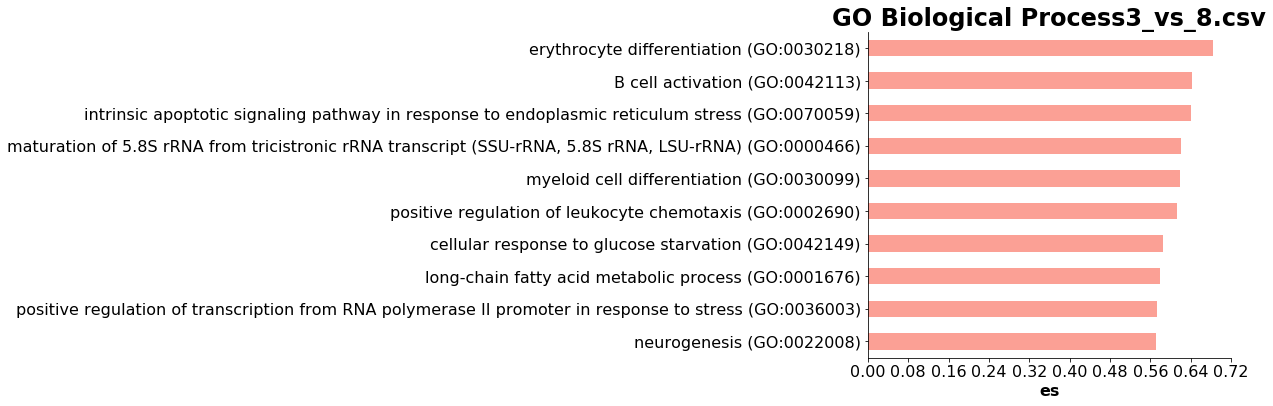 GO Biological Process3_vs_8.csv
erythrocyte differentiation (GO:0030218)
B cell activation (GO:0042113)
intrinsic apoptotic signaling pathway in response to endoplasmic reticulum stress (GO:0070059)
maturation of 5.8S rRNA from tricistronic rRNA transcript (SSU-rRNA, 5.8S rRNA, LSU-rRNA) (GO:0000466)
myeloid cell differentiation (GO:0030099)
positive regulation of leukocyte chemotaxis (GO:0002690)
cellular response to glucose starvation (GO:0042149)
long-chain fatty acid metabolic process (GO:0001676)
positive regulation of transcription from RNA polymerase II promoter in response to stress (GO:0036003)
neurogenesis (GO:0022008)
0.00 0.08 0.16 0.24 0.32 0.40 0.48 0.56 0.64 0.72
es